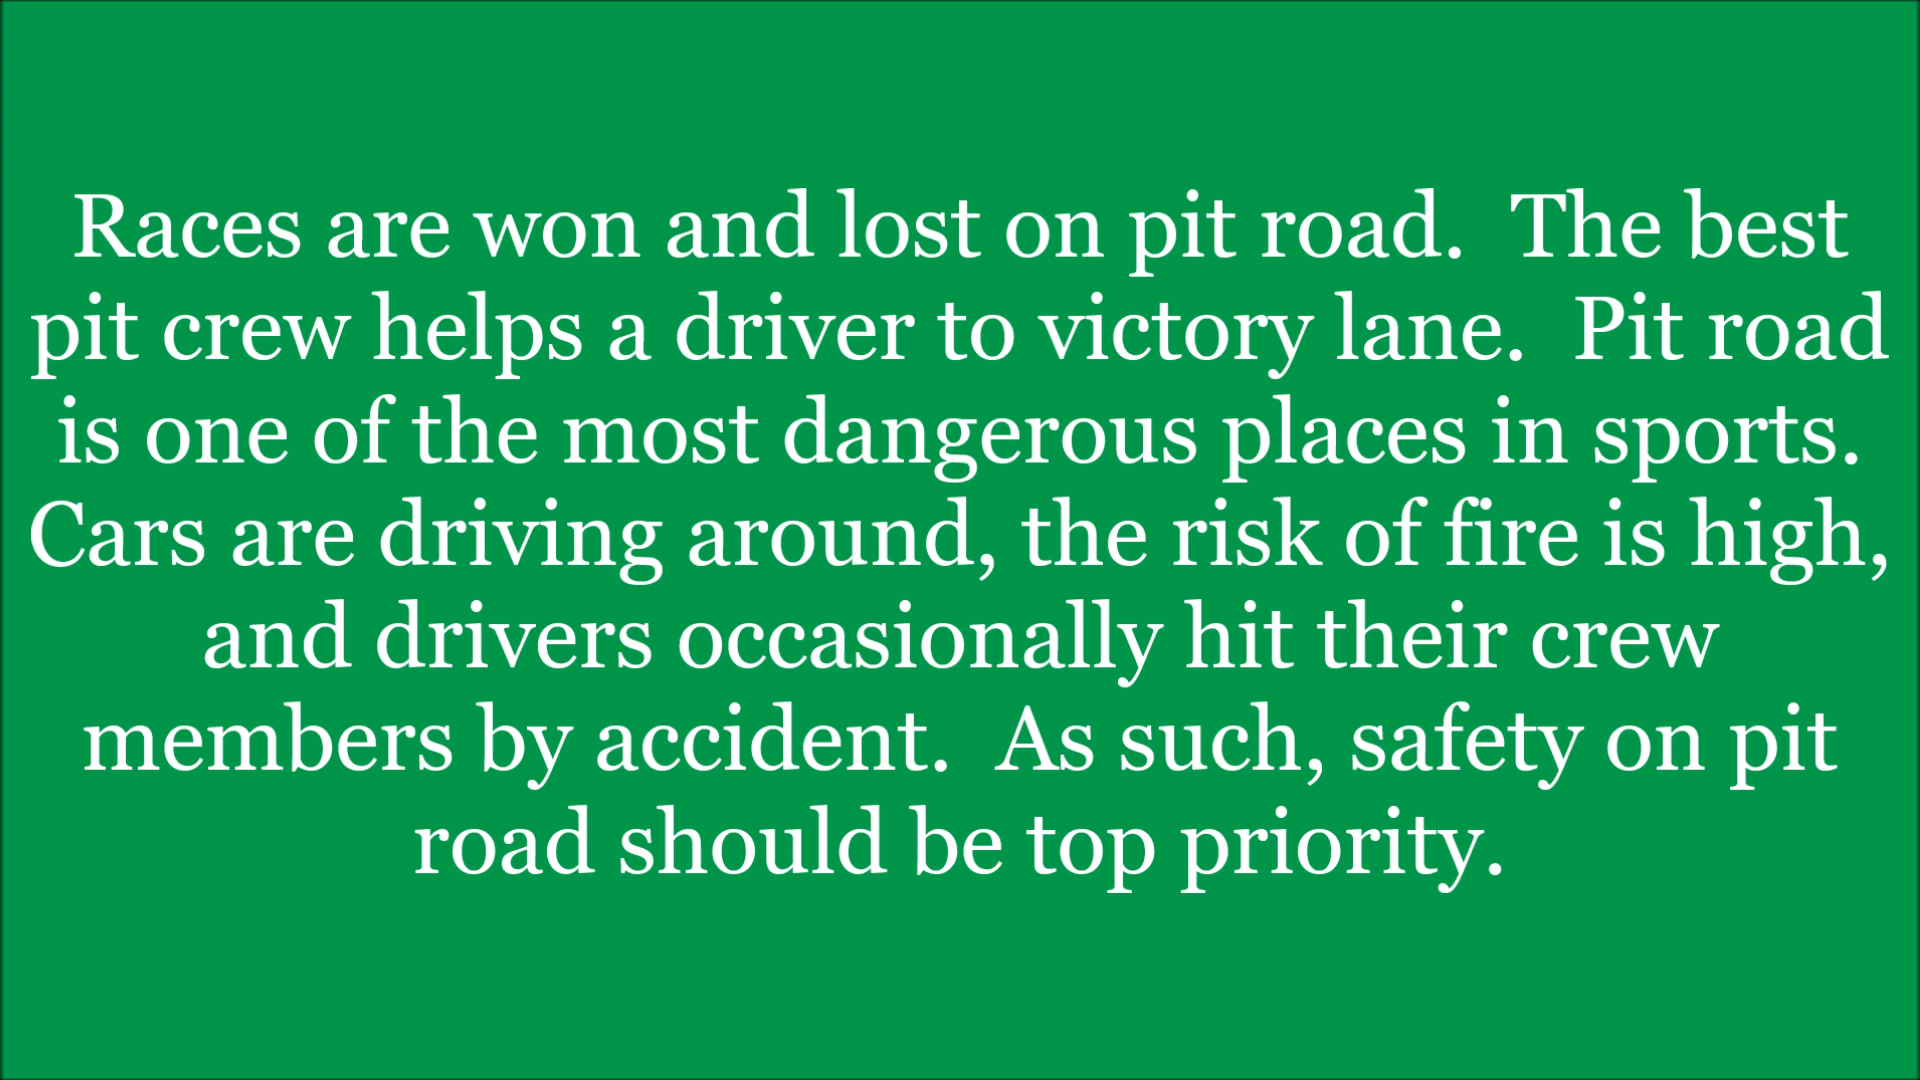 Races are won and lost on pit road.  The best
pit crew helps a driver to victory lane.  Pit road
is one of the most dangerous places in sports.
Cars are driving around, the risk of fire is high,
and drivers occasionally hit their crew
members by accident.  As such, safety on pit
road should be top priority.